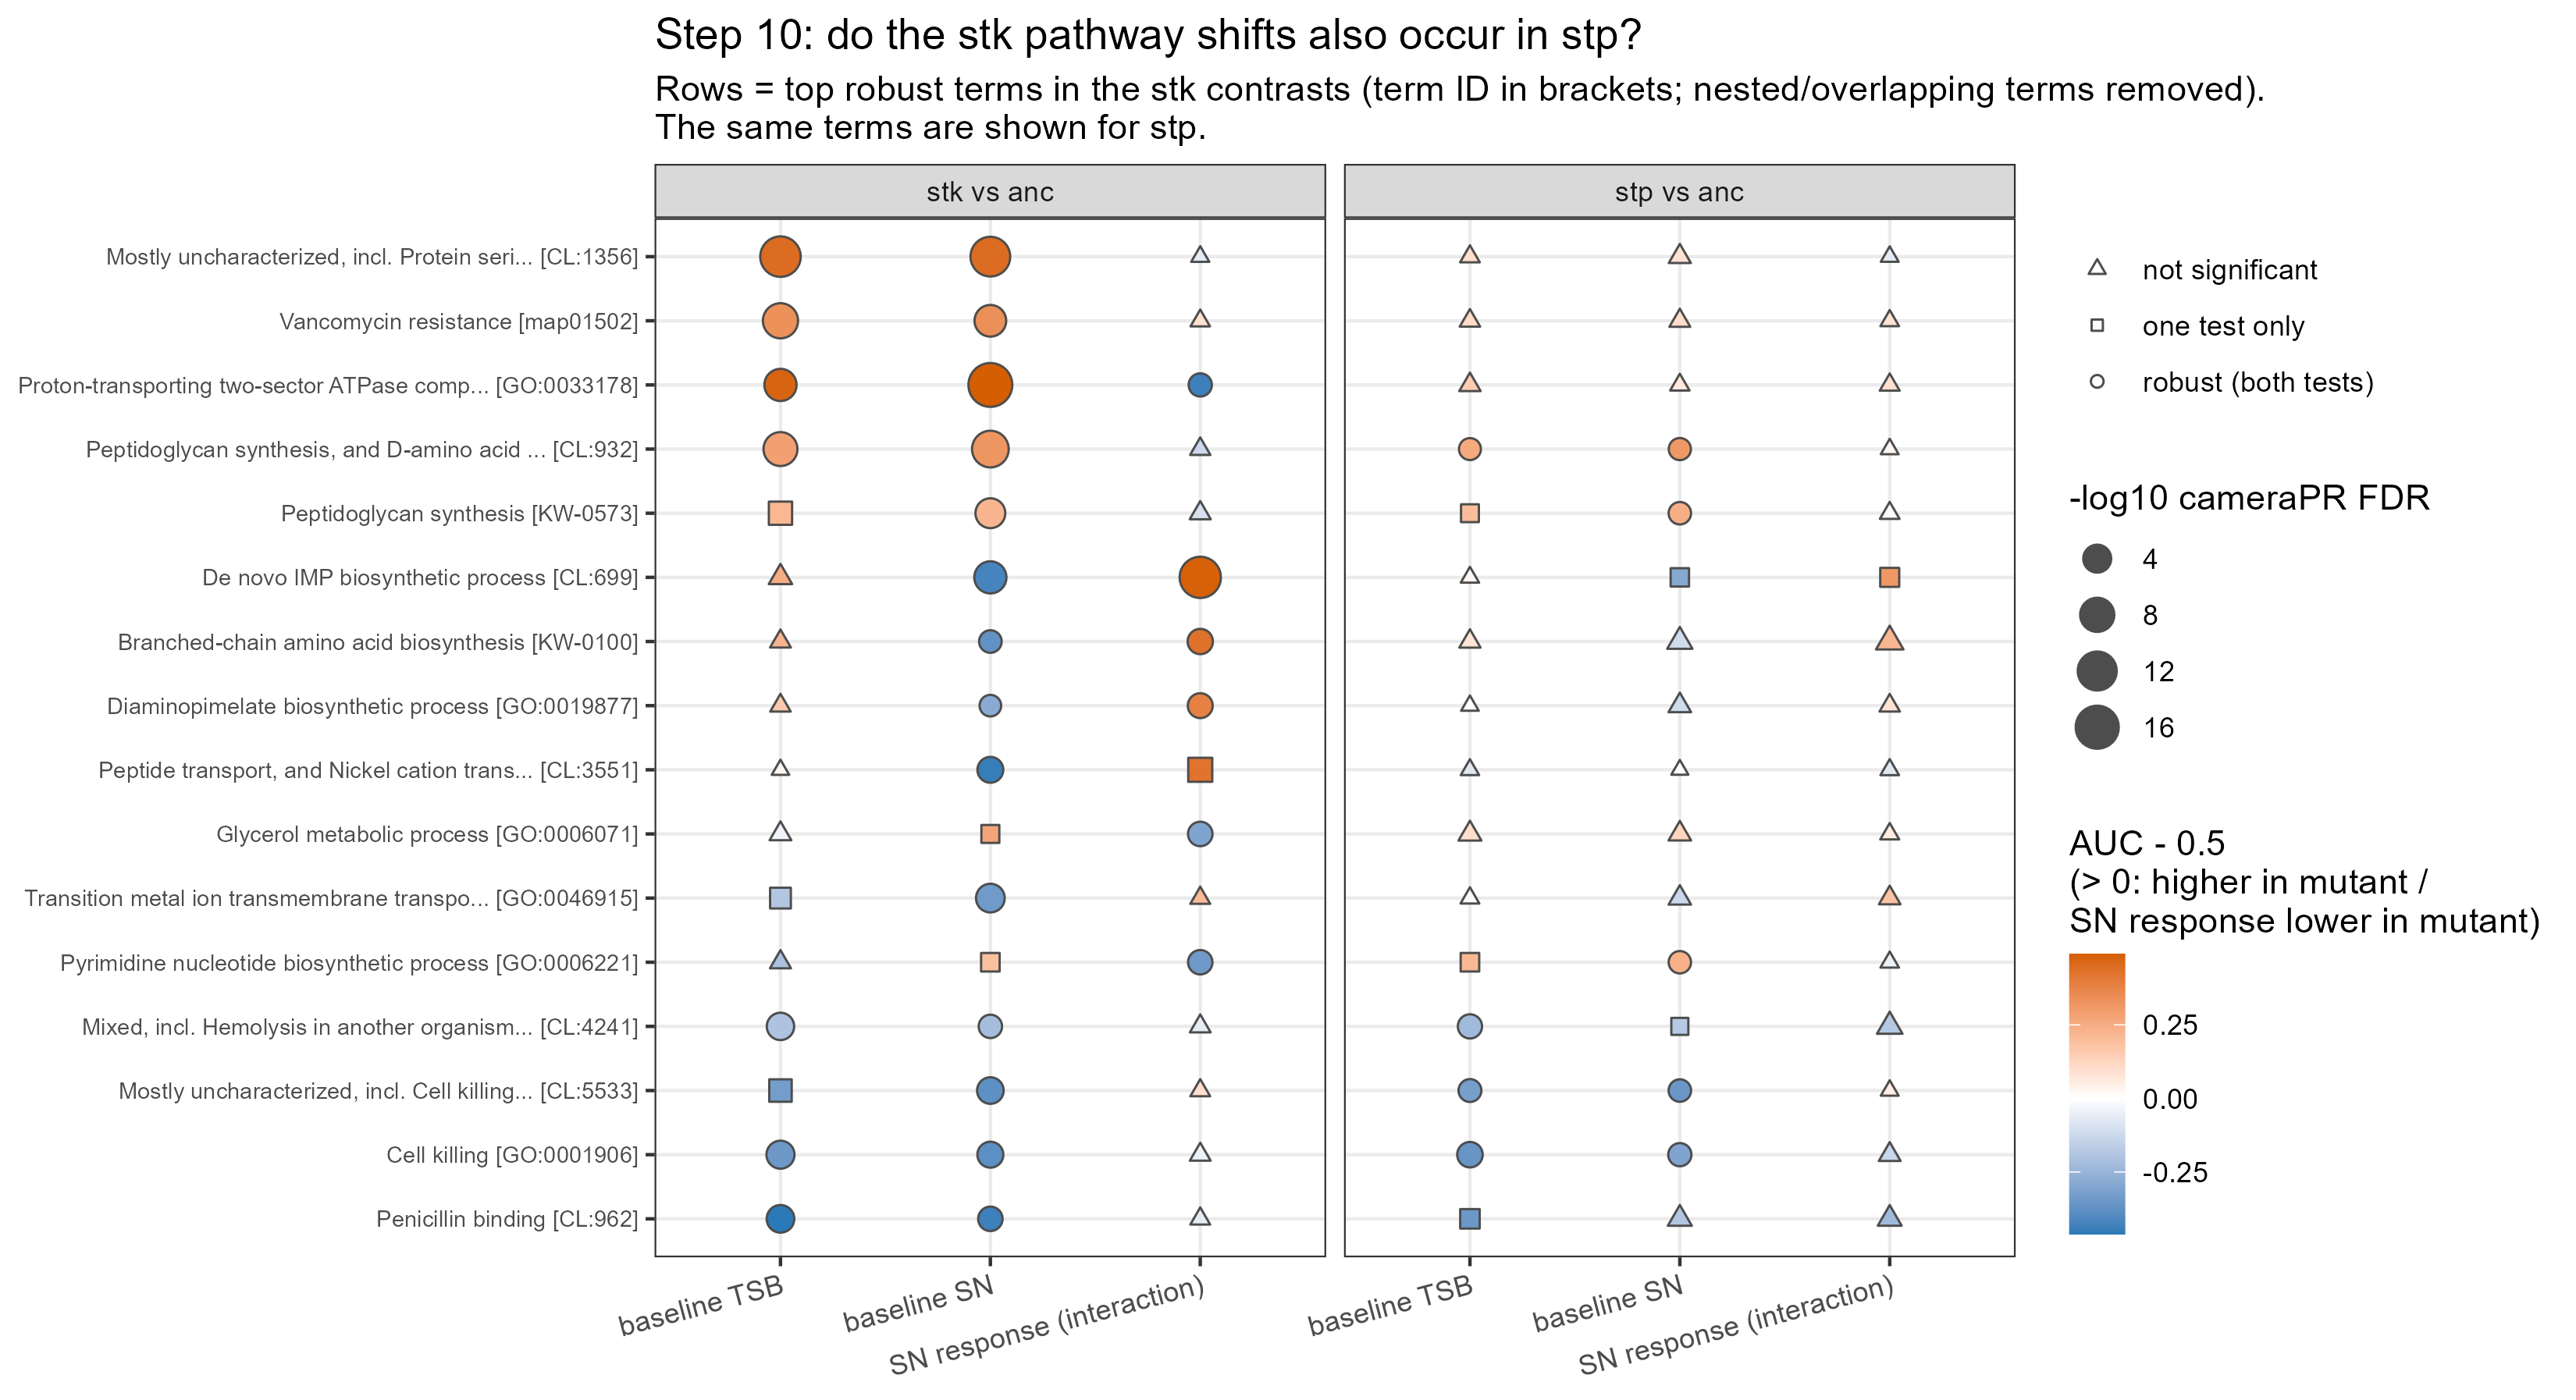 Step 10: do the stk pathway shifts also occur in stp?
Rows = top robust terms in the stk contrasts (term ID in brackets; nested/overlapping terms removed).
The same terms are shown for stp.
stk vs anc
stp vs anc
Mostly uncharacterized, incl. Protein seri... [CL:1356]
Vancomycin resistance [map01502]
Proton-transporting two-sector ATPase comp... [GO:0033178]
Peptidoglycan synthesis, and D-amino acid ... [CL:932]
Peptidoglycan synthesis [KW-0573]
De novo IMP biosynthetic process [CL:699]
Branched-chain amino acid biosynthesis [KW-0100]
Diaminopimelate biosynthetic process [GO:0019877]
Peptide transport, and Nickel cation trans... [CL:3551]
Glycerol metabolic process [GO:0006071]
Transition metal ion transmembrane transpo... [GO:0046915]
Pyrimidine nucleotide biosynthetic process [GO:0006221]
Mixed, incl. Hemolysis in another organism... [CL:4241]
Mostly uncharacterized, incl. Cell killing... [CL:5533]
Cell killing [GO:0001906]
Penicillin binding [CL:962]
baseline TSB
baseline SN
SN response (interaction)
baseline TSB
baseline SN
SN response (interaction)
not significant
one test only
robust (both tests)
-log10 cameraPR FDR
4
8
12
16
AUC - 0.5
(> 0: higher in mutant /
SN response lower in mutant)
0.25
0.00
-0.25